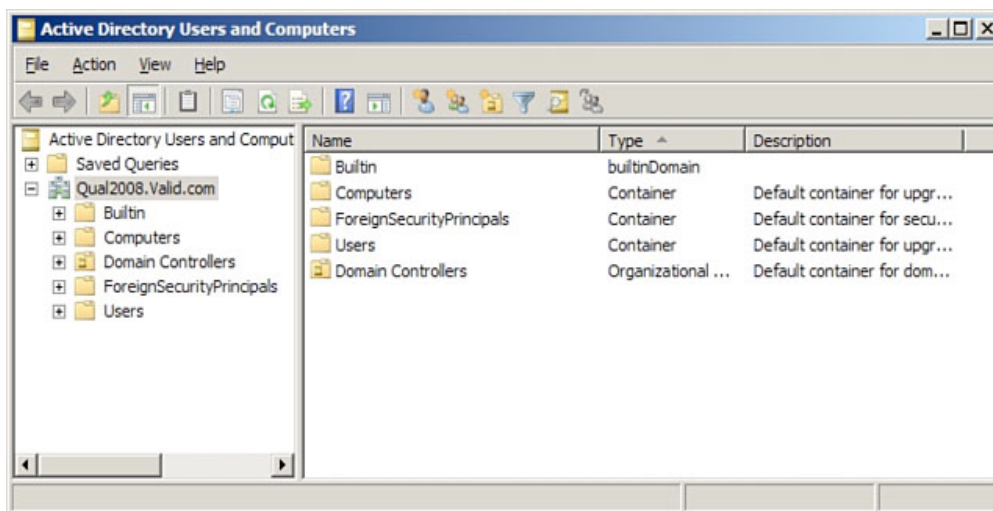 Active Directory Users and Computers
File Action View Help
Active Directory Users and Comput
Saved Queries
Qual2008.Valid.com
Builtin
Computers
Domain Controllers
ForeignSecurityPrincipals
Users
Name Type Description
Builtin builtinDomain
Computers Container Default container for upgr...
ForeignSecurityPrincipals Container Default container for secu...
Users Container Default container for upgr...
Domain Controllers Organizational ... Default container for dom...